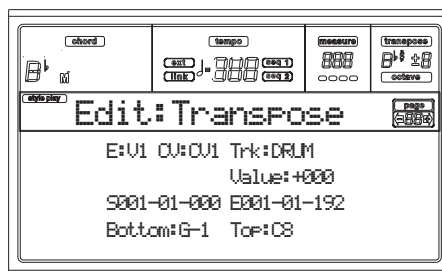 chord tempo measure transpose
B♭ M ext link ♩= seq 1 seq 2 B♭ ±8
octave
style play Edit:Transpose page
E:V1 CV:CV1 Trk:DRUM
Value:+000
S001-01-000 E001-01-192
Bottom:G-1 Top:C8